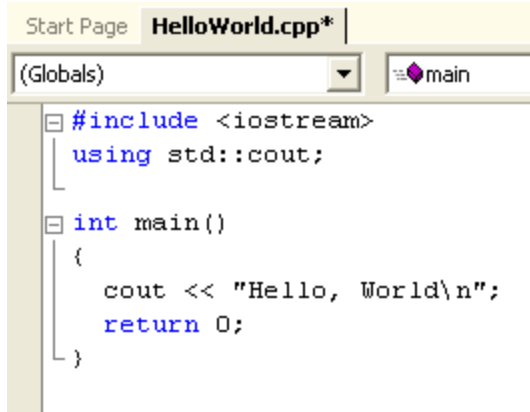 Start Page HelloWorld.cpp*
(Globals) main
#include <iostream>
using std::cout;
int main()
{
  cout << "Hello, World\n";
  return 0;
}